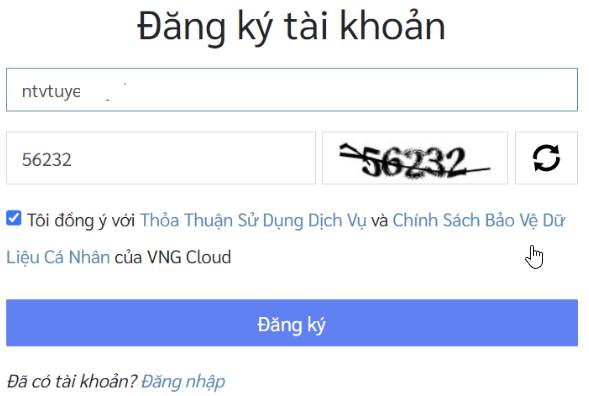 Đăng ký tài khoản
ntvtuye
56232
56232
Tôi đồng ý với Thỏa Thuận Sử Dụng Dịch Vụ và Chính Sách Bảo Vệ Dữ
Liệu Cá Nhân của VNG Cloud
Đăng ký
Đã có tài khoản? Đăng nhập